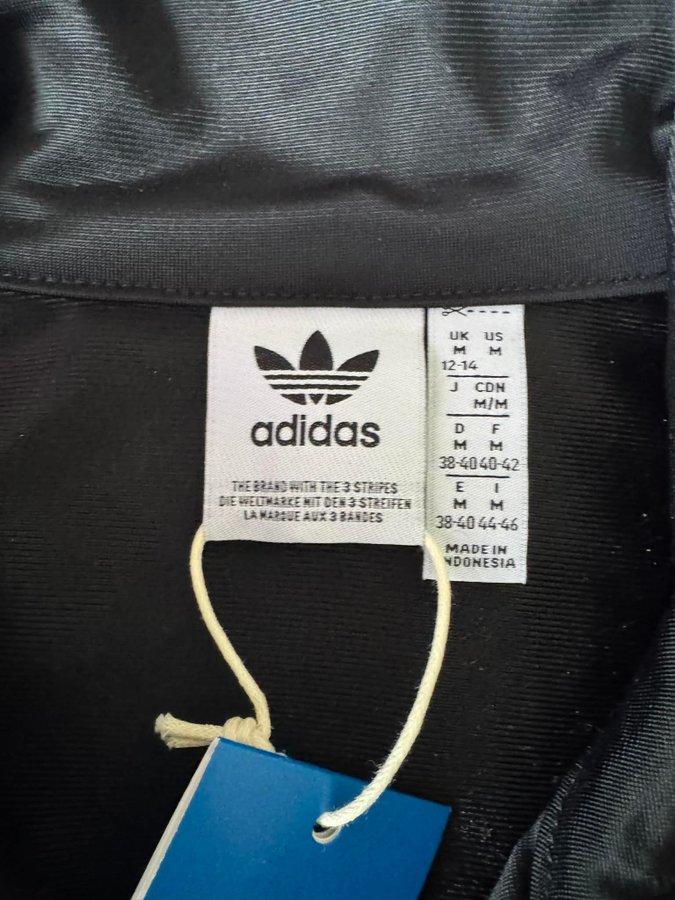 adidas
THE BRAND WITH THE 3 STRIPES
DIE WELTMARKE MIT DEN 3 STREIFEN
LA MARQUE AUX 3 BANDES
UK US
M M
12-14
J CDN
M/M
D F
M M
38-40 40-42
E I
M M
38-40 44-46
MADE IN
INDONESIA